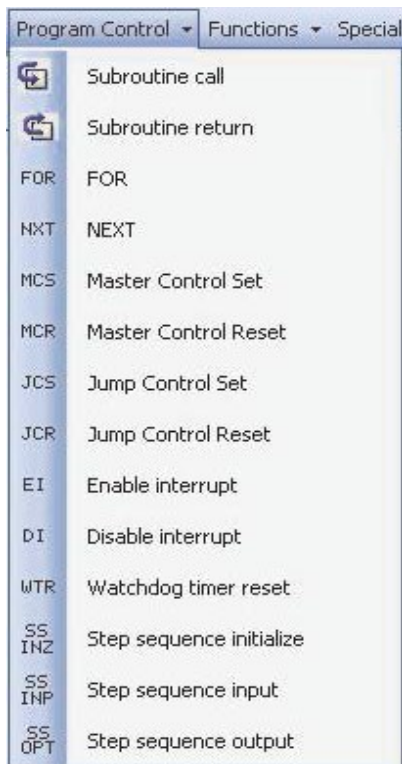 Program Control Functions Special
Subroutine call
Subroutine return
FOR FOR
NXT NEXT
MCS Master Control Set
MCR Master Control Reset
JCS Jump Control Set
JCR Jump Control Reset
EI Enable interrupt
DI Disable interrupt
WTR Watchdog timer reset
SS
INZ Step sequence initialize
SS
INP Step sequence input
SS
OPT Step sequence output